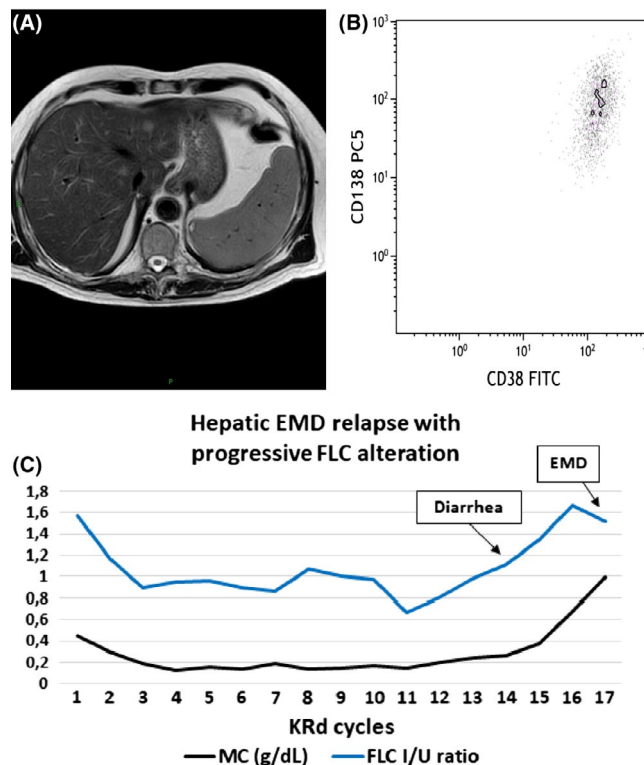 (A)
P
(B)
10³
10²
10¹
10⁰
CD138 PC5
10⁰ 10¹ 10² 10³
CD38 FITC
Hepatic EMD relapse with
progressive FLC alteration
(C)
1,8
1,6
1,4
1,2
1
0,8
0,6
0,4
0,2
0
Diarrhea
EMD
1 2 3 4 5 6 7 8 9 10 11 12 13 14 15 16 17
KRd cycles
MC (g/dL) FLC I/U ratio